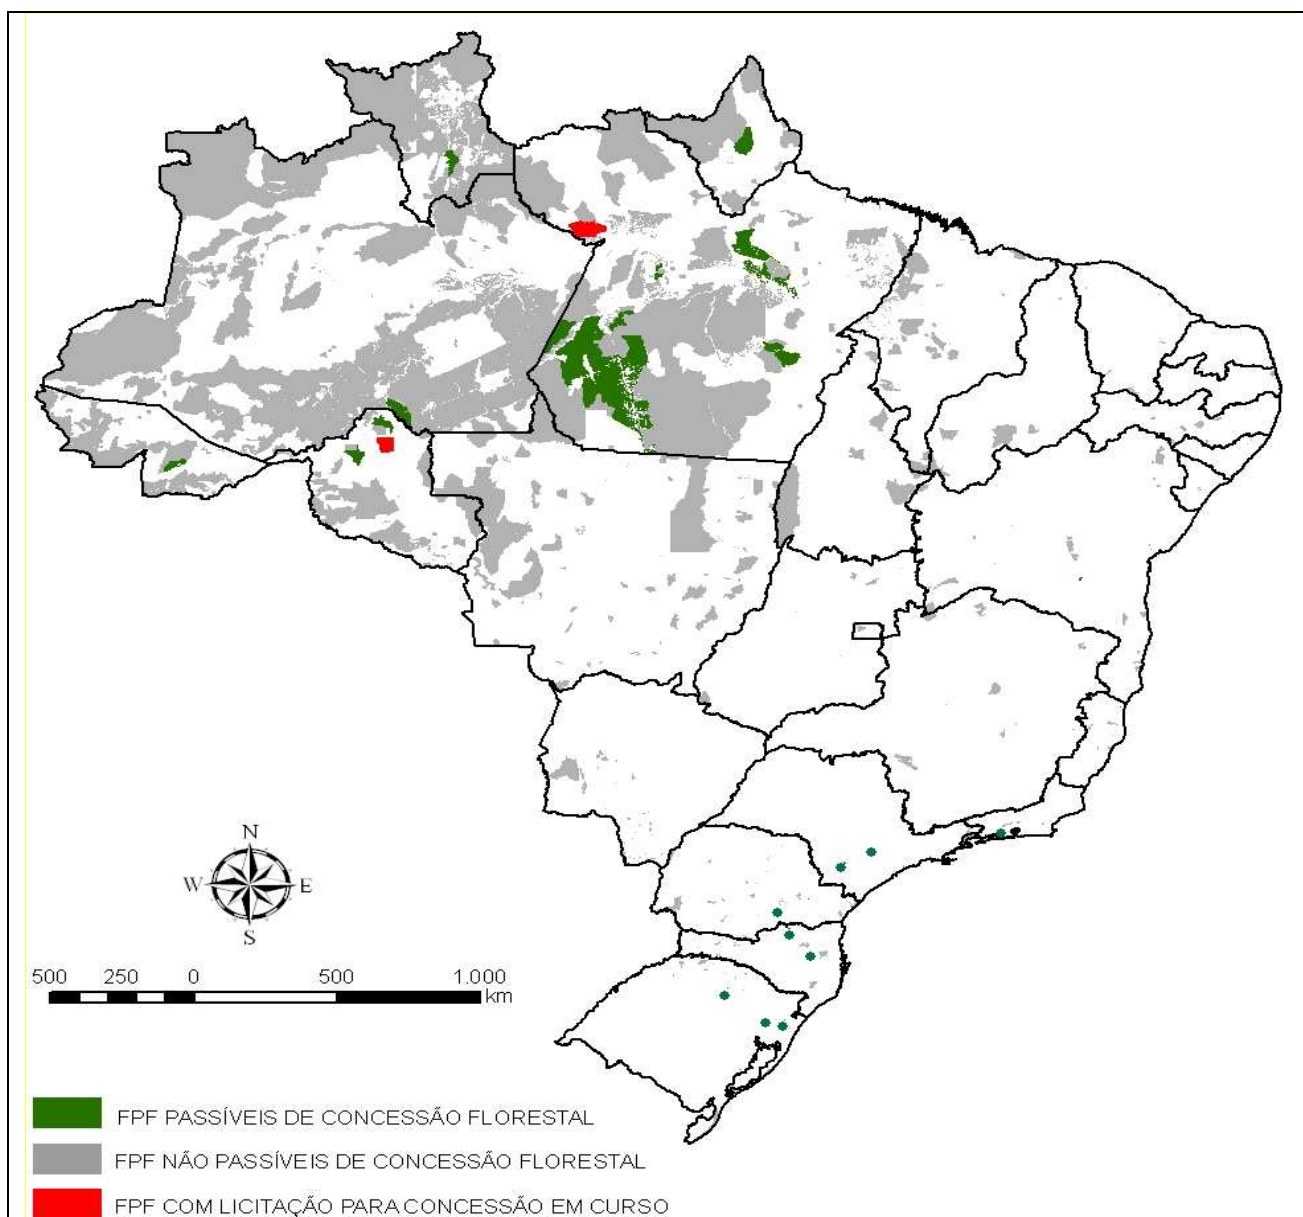 N
W E
S
500 250 0 500 1.000
km
FPF PASSÍVEIS DE CONCESSÃO FLORESTAL
FPF NÃO PASSÍVEIS DE CONCESSÃO FLORESTAL
FPF COM LICITAÇÃO PARA CONCESSÃO EM CURSO